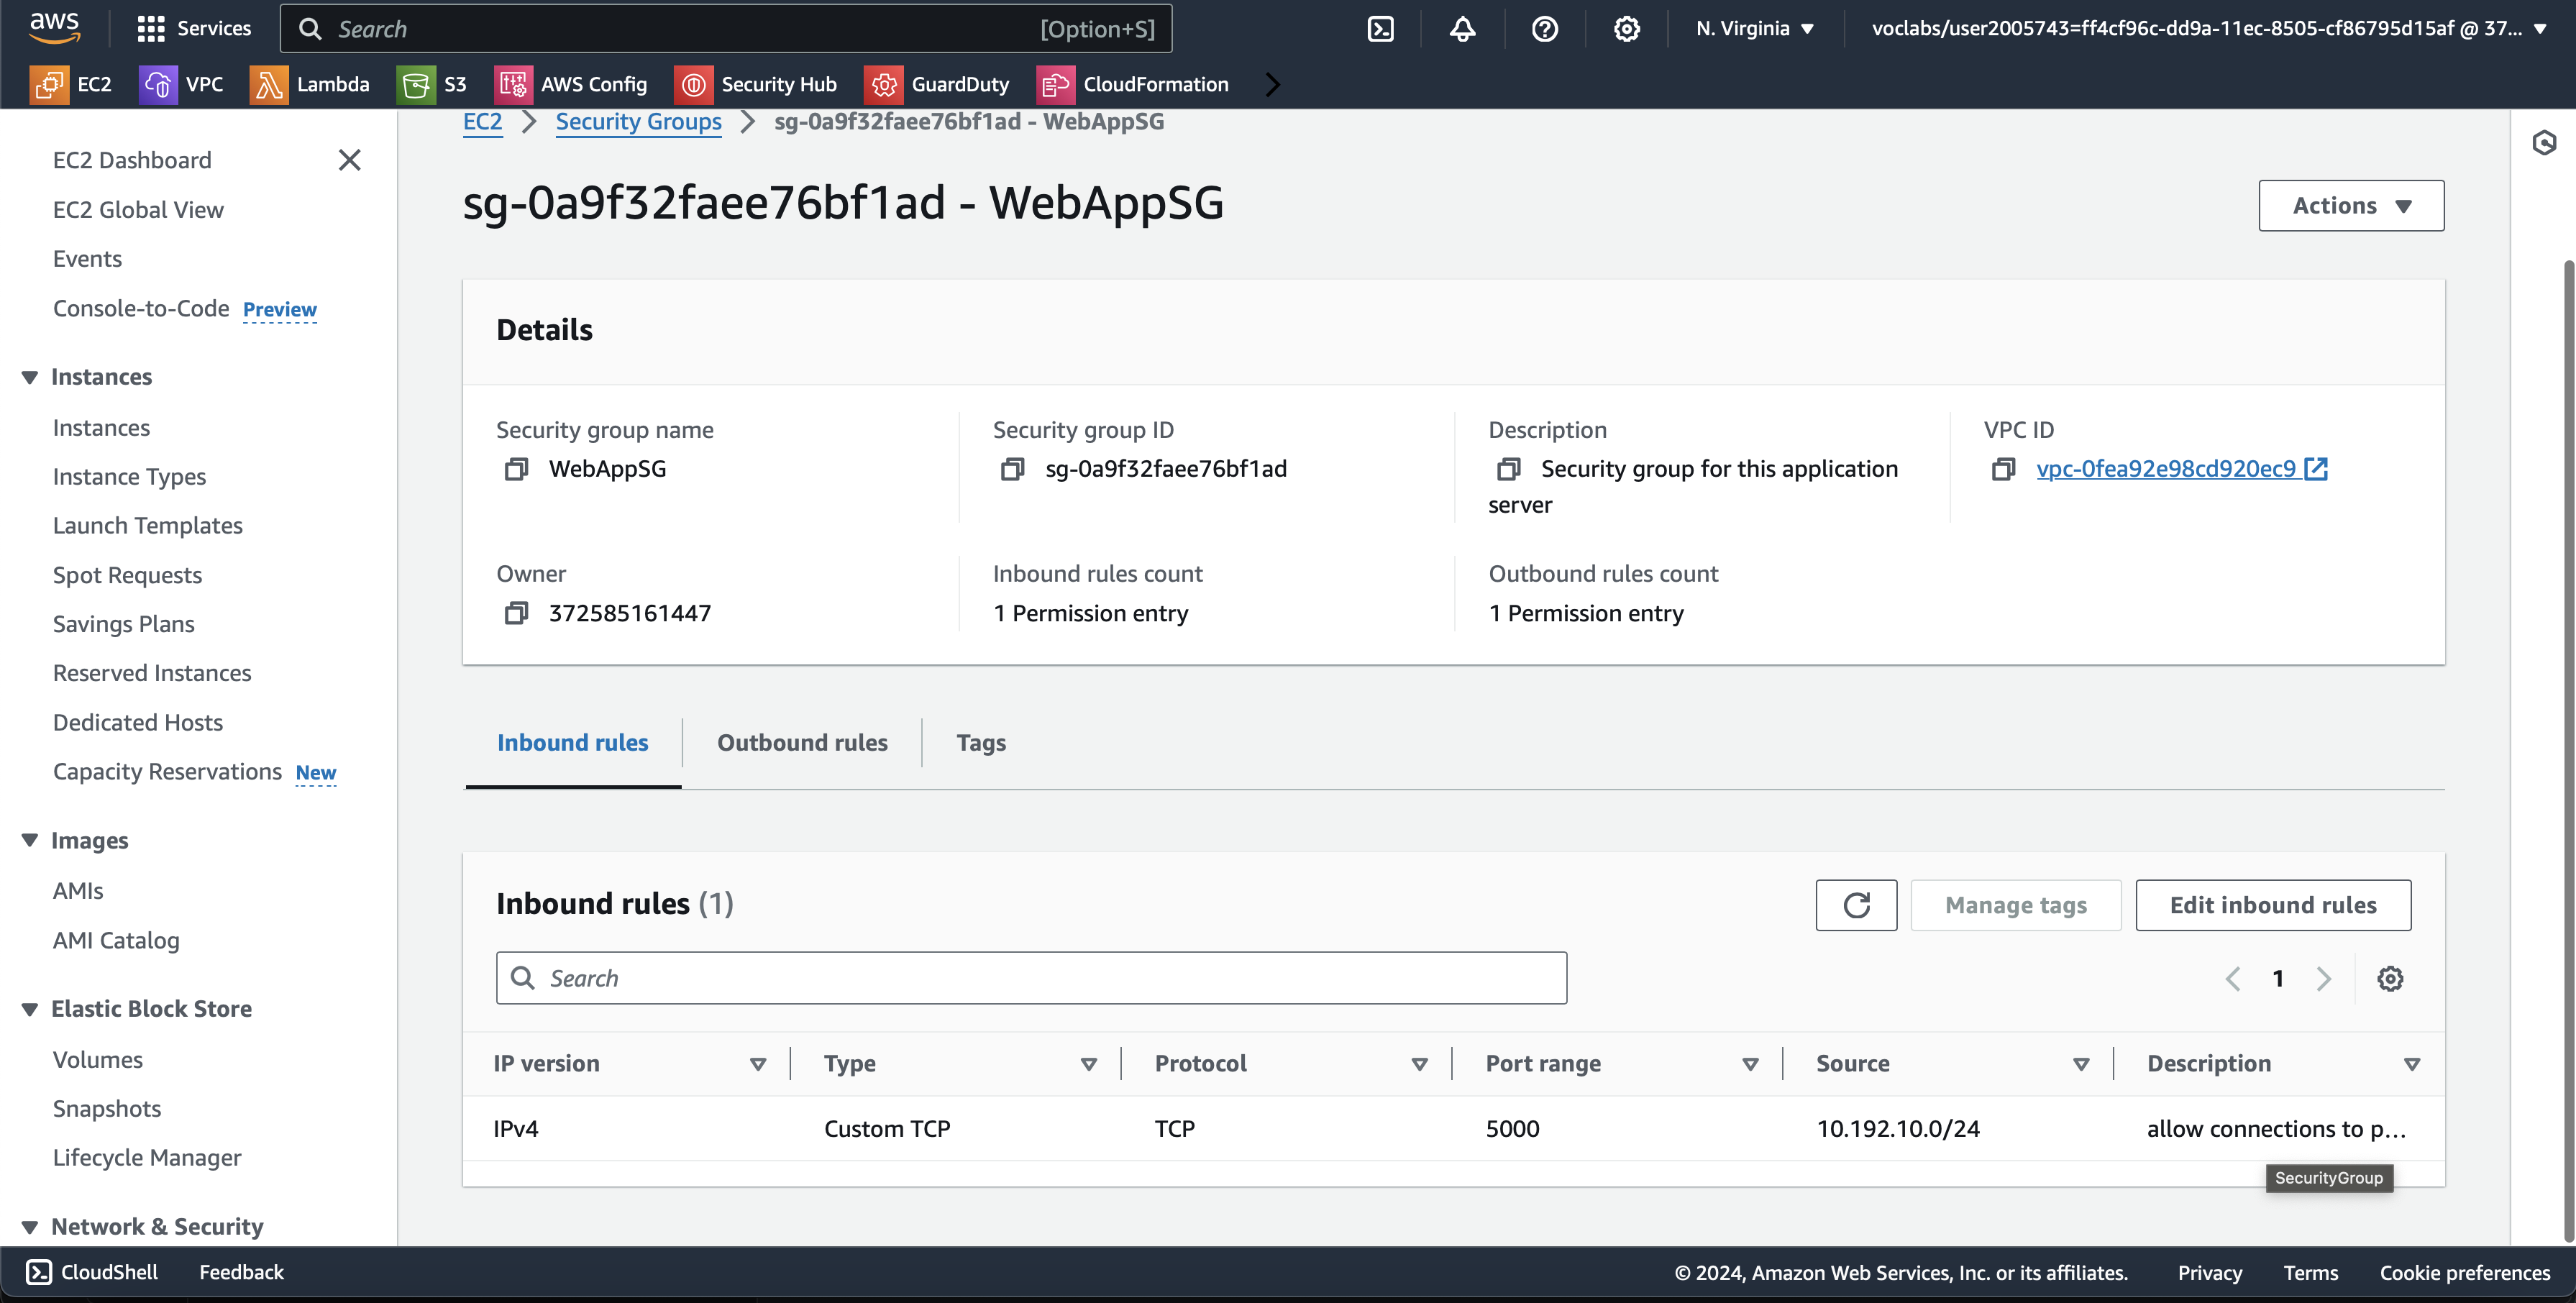 aws
Services
Search
[Option+S]
N. Virginia
voclabs/user2005743=ff4cf96c-dd9a-11ec-8505-cf86795d15af @ 37...
EC2
VPC
Lambda
S3
AWS Config
Security Hub
GuardDuty
CloudFormation
EC2 Dashboard
EC2 Global View
Events
Console-to-Code Preview
Instances
Instances
Instance Types
Launch Templates
Spot Requests
Savings Plans
Reserved Instances
Dedicated Hosts
Capacity Reservations New
Images
AMIs
AMI Catalog
Elastic Block Store
Volumes
Snapshots
Lifecycle Manager
Network & Security
EC2
Security Groups
sg-0a9f32faee76bf1ad - WebAppSG
sg-0a9f32faee76bf1ad - WebAppSG
Actions
Details
Security group name
WebAppSG
Security group ID
sg-0a9f32faee76bf1ad
Description
Security group for this application
server
VPC ID
vpc-0fea92e98cd920ec9
Owner
372585161447
Inbound rules count
1 Permission entry
Outbound rules count
1 Permission entry
Inbound rules
Outbound rules
Tags
Inbound rules (1)
Manage tags
Edit inbound rules
Search
1
IP version
Type
Protocol
Port range
Source
Description
IPv4
Custom TCP
TCP
5000
10.192.10.0/24
allow connections to p...
SecurityGroup
CloudShell
Feedback
© 2024, Amazon Web Services, Inc. or its affiliates.
Privacy
Terms
Cookie preferences